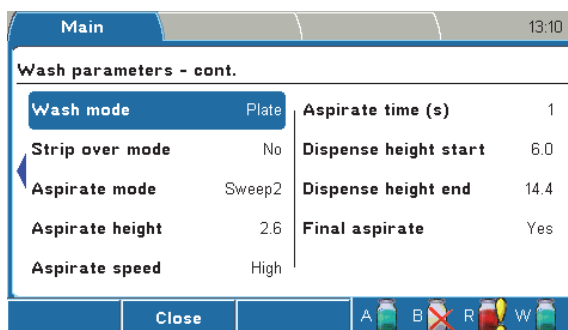 Main 13:10
Wash parameters - cont.
Wash mode Plate
Strip over mode No
Aspirate mode Sweep2
Aspirate height 2.6
Aspirate speed High
Aspirate time (s) 1
Dispense height start 6.0
Dispense height end 14.4
Final aspirate Yes
Close A B R W